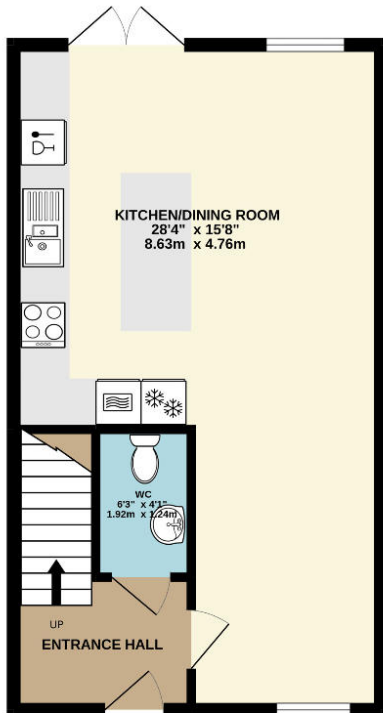 KITCHEN/DINING ROOM
28'4" x 15'8"
8.63m x 4.76m
WC
6'3" x 4'1"
1.92m x 1.24m
UP
ENTRANCE HALL